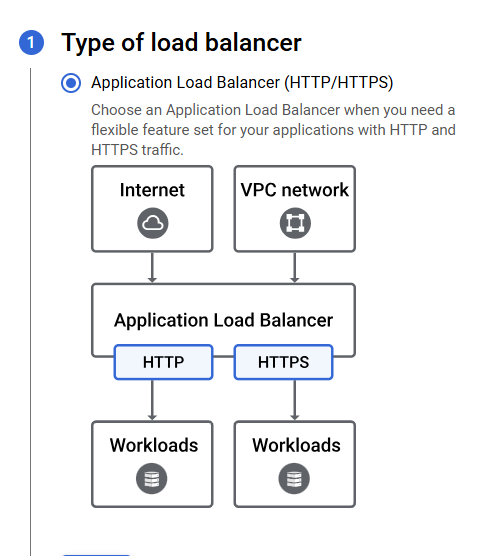 1 Type of load balancer
Application Load Balancer (HTTP/HTTPS)
Choose an Application Load Balancer when you need a
flexible feature set for your applications with HTTP and
HTTPS traffic.
Internet VPC network
Application Load Balancer
HTTP HTTPS
Workloads Workloads